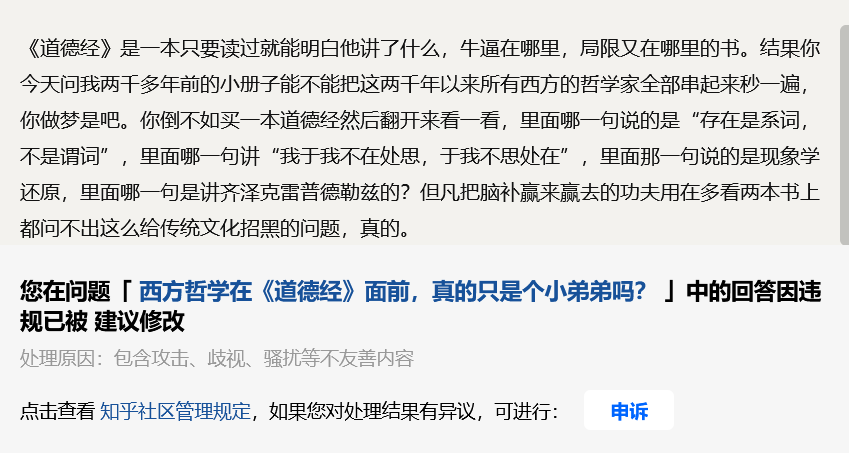 《道德经》是一本只要读过就能明白他讲了什么，牛逼在哪里，局限又在哪里的书。结果你
今天问我两千多年前的小册子能不能把这两千年以来所有西方的哲学家全部串起来秒一遍，
你做梦是吧。你倒不如买一本道德经然后翻开来看一看，里面哪一句说的是“存在是系词，
不是谓词”，里面哪一句讲“我于我不在处思，于我不思处在”，里面那一句说的是现象学
还原，里面哪一句是讲齐泽克雷普德勒兹的？但凡把脑补赢来赢去的功夫用在多看两本书上
都问不出这么给传统文化招黑的问题，真的。
您在问题「 西方哲学在《道德经》面前，真的只是个小弟弟吗？ 」中的回答因违
规已被 建议修改
处理原因：包含攻击、歧视、骚扰等不友善内容
点击查看 知乎社区管理规定，如果您对处理结果有异议，可进行： 申诉